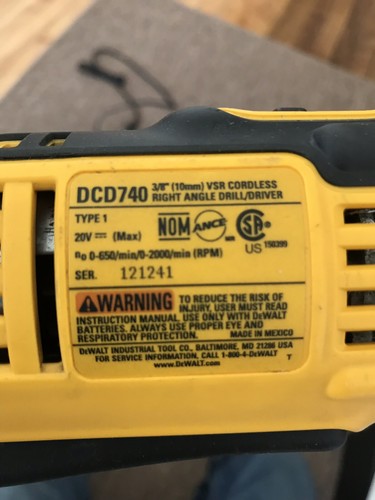 DCD740 3/8" (10mm) VSR CORDLESS
RIGHT ANGLE DRILL/DRIVER
TYPE 1
20V ⎓ (Max)
NOM ANCE
US 150399
n₀ 0-650/min/0-2000/min (RPM)
SER. 121241
WARNING TO REDUCE THE RISK OF
INJURY, USER MUST READ
INSTRUCTION MANUAL. USE ONLY WITH DEWALT
BATTERIES. ALWAYS USE PROPER EYE AND
RESPIRATORY PROTECTION. MADE IN MEXICO
DEWALT INDUSTRIAL TOOL CO., BALTIMORE, MD 21286 USA
FOR SERVICE INFORMATION, CALL 1-800-4-DEWALT T
www.DEWALT.com